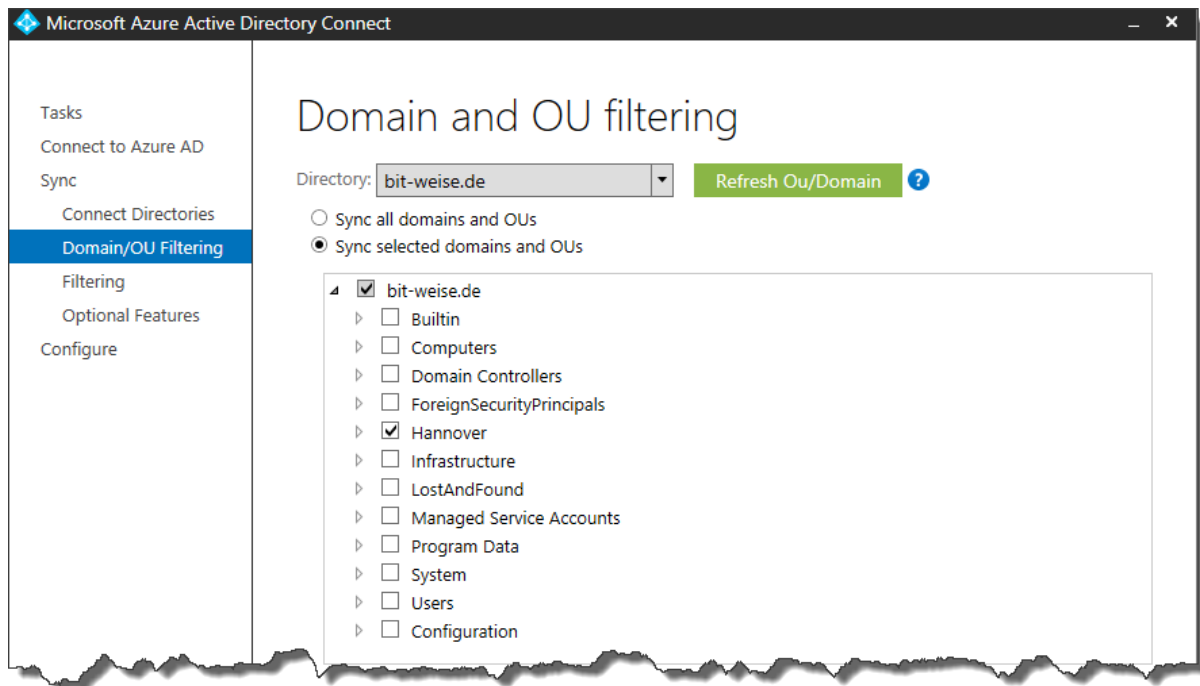 Microsoft Azure Active Directory Connect
Tasks
Connect to Azure AD
Sync
Connect Directories
Domain/OU Filtering
Filtering
Optional Features
Configure
Domain and OU filtering
Directory: bit-weise.de Refresh Ou/Domain ?
Sync all domains and OUs
Sync selected domains and OUs
bit-weise.de
Builtin
Computers
Domain Controllers
ForeignSecurityPrincipals
Hannover
Infrastructure
LostAndFound
Managed Service Accounts
Program Data
System
Users
Configuration